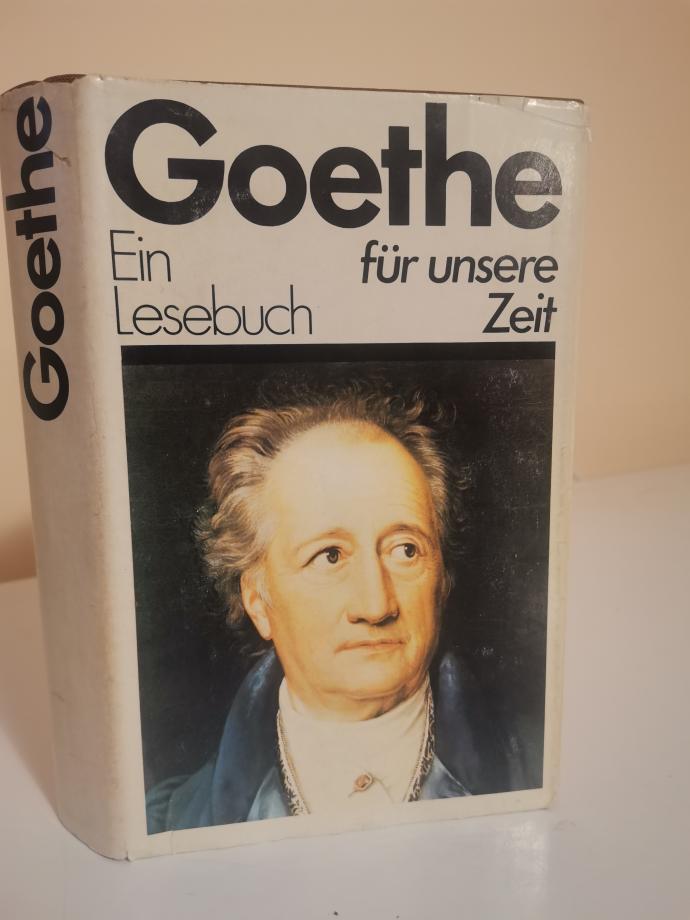 Goethe
Goethe
Ein für unsere
Lesebuch Zeit